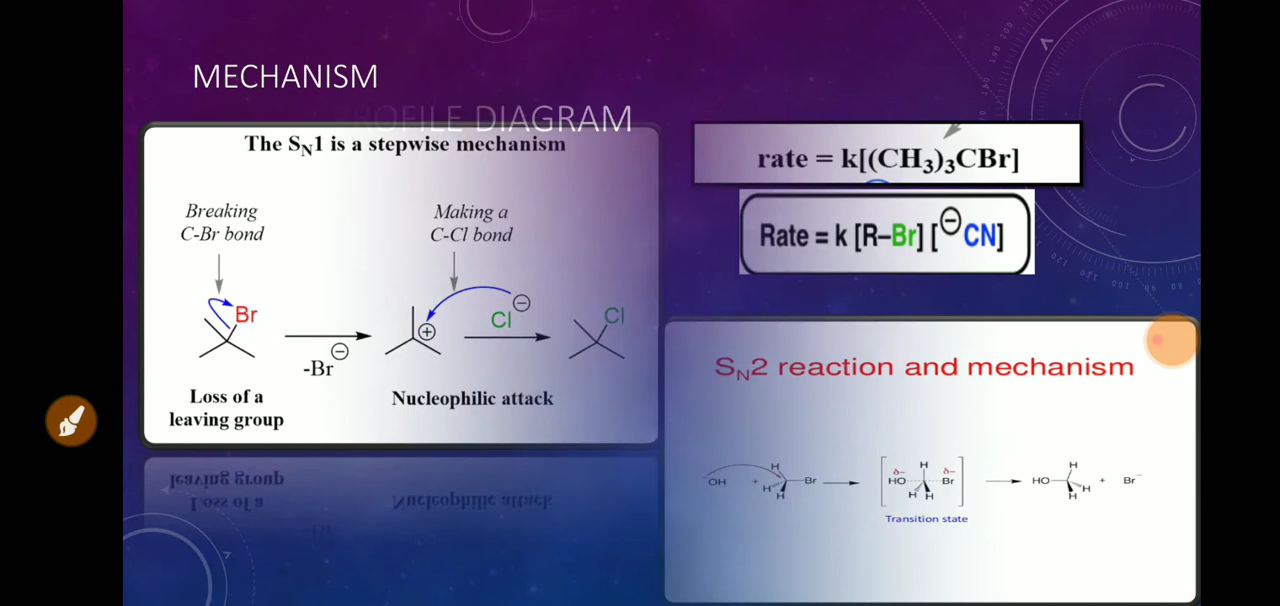 MECHANISM
PROFILE DIAGRAM
The SN1 is a stepwise mechanism
Breaking
C-Br bond
Making a
C-Cl bond
Br
-Br ⊖
⊕
Cl ⊖
Cl
Loss of a
leaving group
Nucleophilic attack
rate = k[(CH3)3CBr]
Rate = k [R–Br] [⊖CN]
SN2 reaction and mechanism
-OH + H H H Br
δ- δ-
HO H H H Br
Transition state
HO H H H + Br-